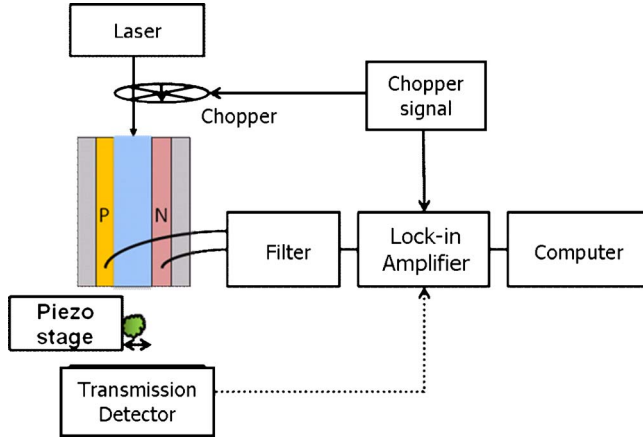 Laser
Chopper
Chopper
signal
P
N
Filter
Lock-in
Amplifier
Computer
Piezo
stage
Transmission
Detector